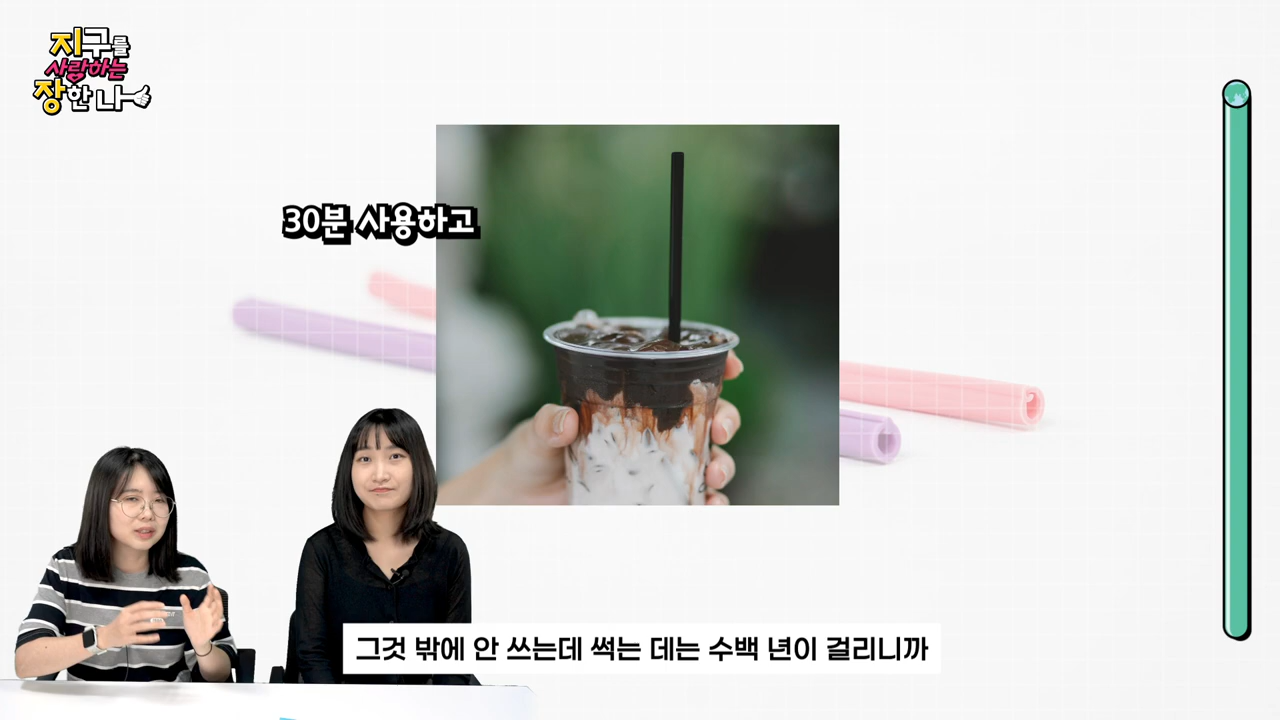 지구를
사랑하는
장한 나
30분 사용하고
그것 밖에 안 쓰는데 썩는 데는 수백 년이 걸리니까